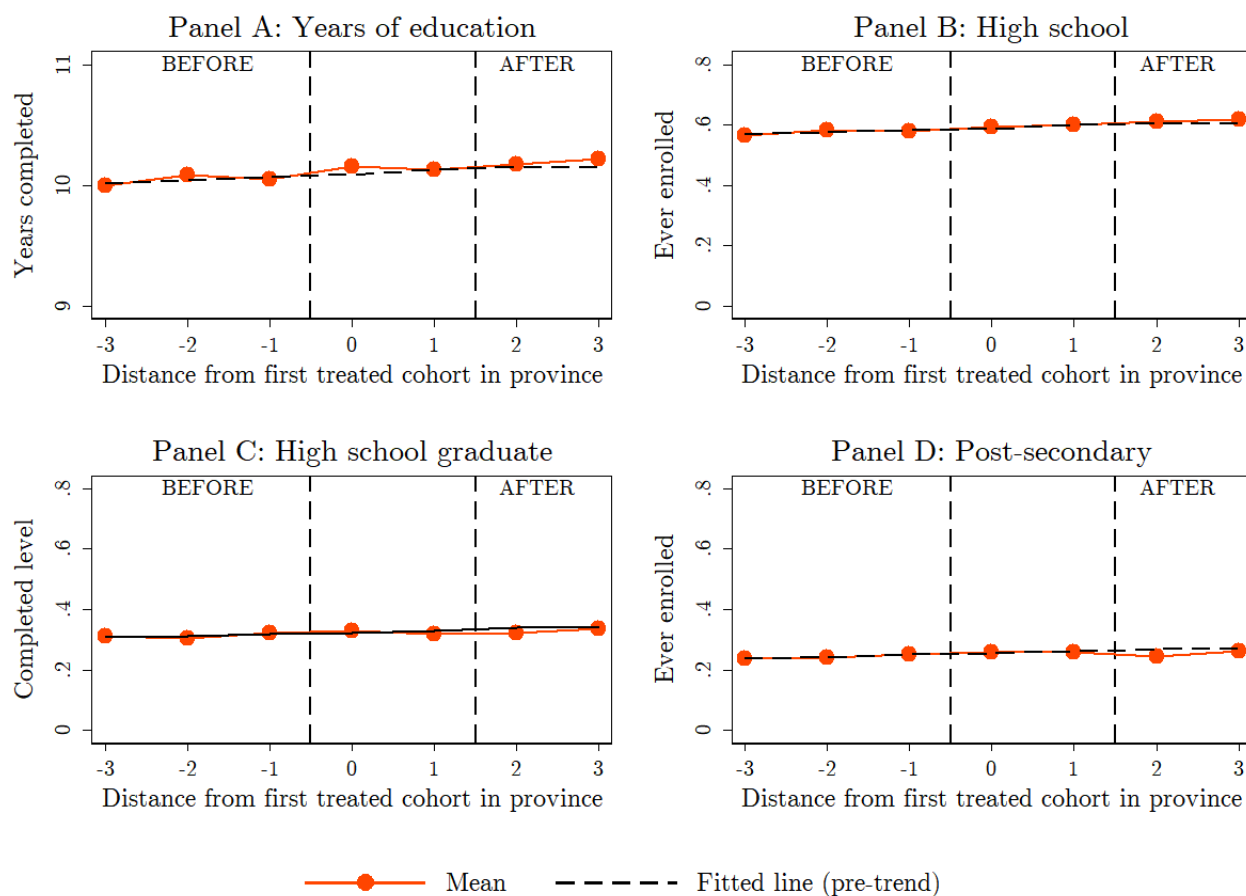 Panel A: Years of education
BEFORE
AFTER
11
10
9
Years completed
-3 -2 -1 0 1 2 3
Distance from first treated cohort in province
Panel B: High school
BEFORE
AFTER
.8
.6
.4
.2
0
Ever enrolled
-3 -2 -1 0 1 2 3
Distance from first treated cohort in province
Panel C: High school graduate
BEFORE
AFTER
.8
.6
.4
.2
0
Completed level
-3 -2 -1 0 1 2 3
Distance from first treated cohort in province
Panel D: Post-secondary
BEFORE
AFTER
.8
.6
.4
.2
0
Ever enrolled
-3 -2 -1 0 1 2 3
Distance from first treated cohort in province
Mean
Fitted line (pre-trend)